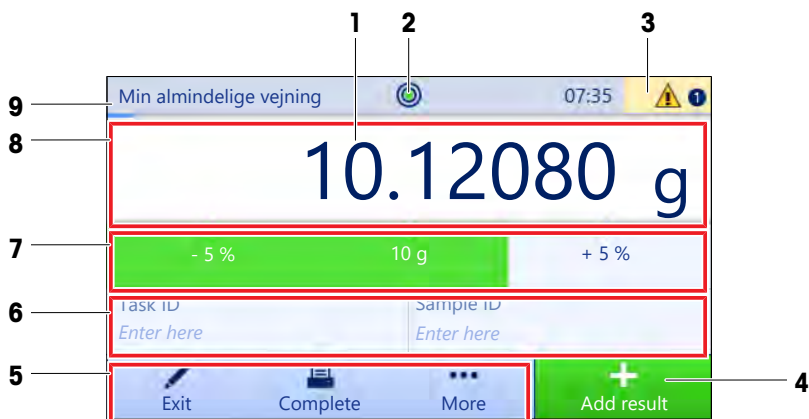 1 2 3
9 Min almindelige vejning 07:35 1
8 10.12080 g
7 - 5 % 10 g + 5 %
6 Task ID Sample ID
Enter here Enter here
5 Exit Complete More Add result 4